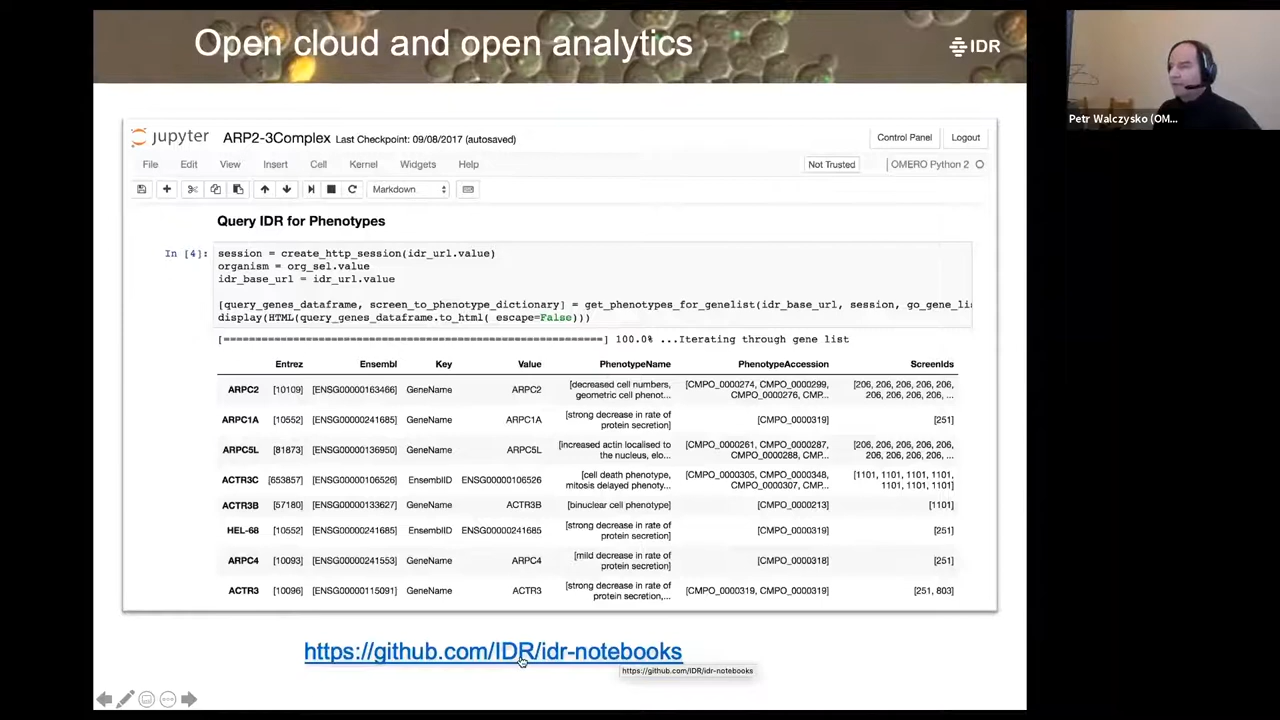 Open cloud and open analytics
IDR
Petr Walczysko (OM...
jupyter ARP2-3Complex Last Checkpoint: 09/08/2017 (autosaved)
Control Panel Logout
File Edit View Insert Cell Kernel Widgets Help
Not Trusted OMERO Python 2
Markdown
Query IDR for Phenotypes
In [4]: session = create_http_session(idr_url.value)
organism = org_sel.value
idr_base_url = idr_url.value
[query_genes_dataframe, screen_to_phenotype_dictionary] = get_phenotypes_for_genelist(idr_base_url, session, go_gene_lis
display(HTML(query_genes_dataframe.to_html( escape=False)))
[===========================================================] 100.0% ...Iterating through gene list
Entrez Ensembl Key Value PhenotypeName PhenotypeAccession ScreenIds
ARPC2 [10109] [ENSG00000163466] GeneName ARPC2 [decreased cell numbers, geometric cell phenot... [CMPO_0000274, CMPO_0000299, CMPO_0000276, CMP... [206, 206, 206, 206, 206, 206, 206, 206, 206, ...
ARPC1A [10552] [ENSG00000241685] GeneName ARPC1A [strong decrease in rate of protein secretion] [CMPO_0000319] [251]
ARPC5L [81873] [ENSG00000136950] GeneName ARPC5L [increased actin localised to the nucleus, elo... [CMPO_0000261, CMPO_0000287, CMPO_0000288, CMP... [206, 206, 206, 206, 206, 206, 206, 206, 206, ...
ACTR3C [653857] [ENSG00000106526] EnsemblID ENSG00000106526 [cell death phenotype, mitosis delayed phenoty... [CMPO_0000305, CMPO_0000348, CMPO_0000307, CMP... [1101, 1101, 1101, 1101, 1101, 1101, 1101]
ACTR3B [57180] [ENSG00000133627] GeneName ACTR3B [binuclear cell phenotype] [CMPO_0000213] [1101]
HEL-68 [10552] [ENSG00000241685] EnsemblID ENSG00000241685 [strong decrease in rate of protein secretion] [CMPO_0000319] [251]
ARPC4 [10093] [ENSG00000241553] GeneName ARPC4 [mild decrease in rate of protein secretion] [CMPO_0000318] [251]
ACTR3 [10096] [ENSG00000115091] GeneName ACTR3 [strong decrease in rate of protein secretion,... [CMPO_0000319, CMPO_0000319] [251, 803]
https://github.com/IDR/idr-notebooks
https://github.com/IDR/idr-notebooks